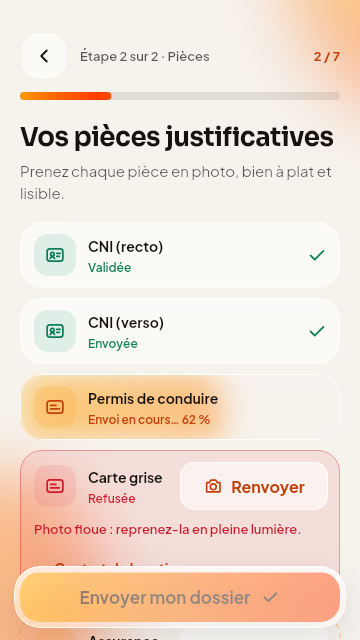 Étape 2 sur 2 · Pièces
2 / 7
Vos pièces justificatives
Prenez chaque pièce en photo, bien à plat et
lisible.
CNI (recto)
Validée
CNI (verso)
Envoyée
Permis de conduire
Envoi en cours… 62 %
Carte grise
Refusée
Renvoyer
Photo floue : reprenez-la en pleine lumière.
Envoyer mon dossier